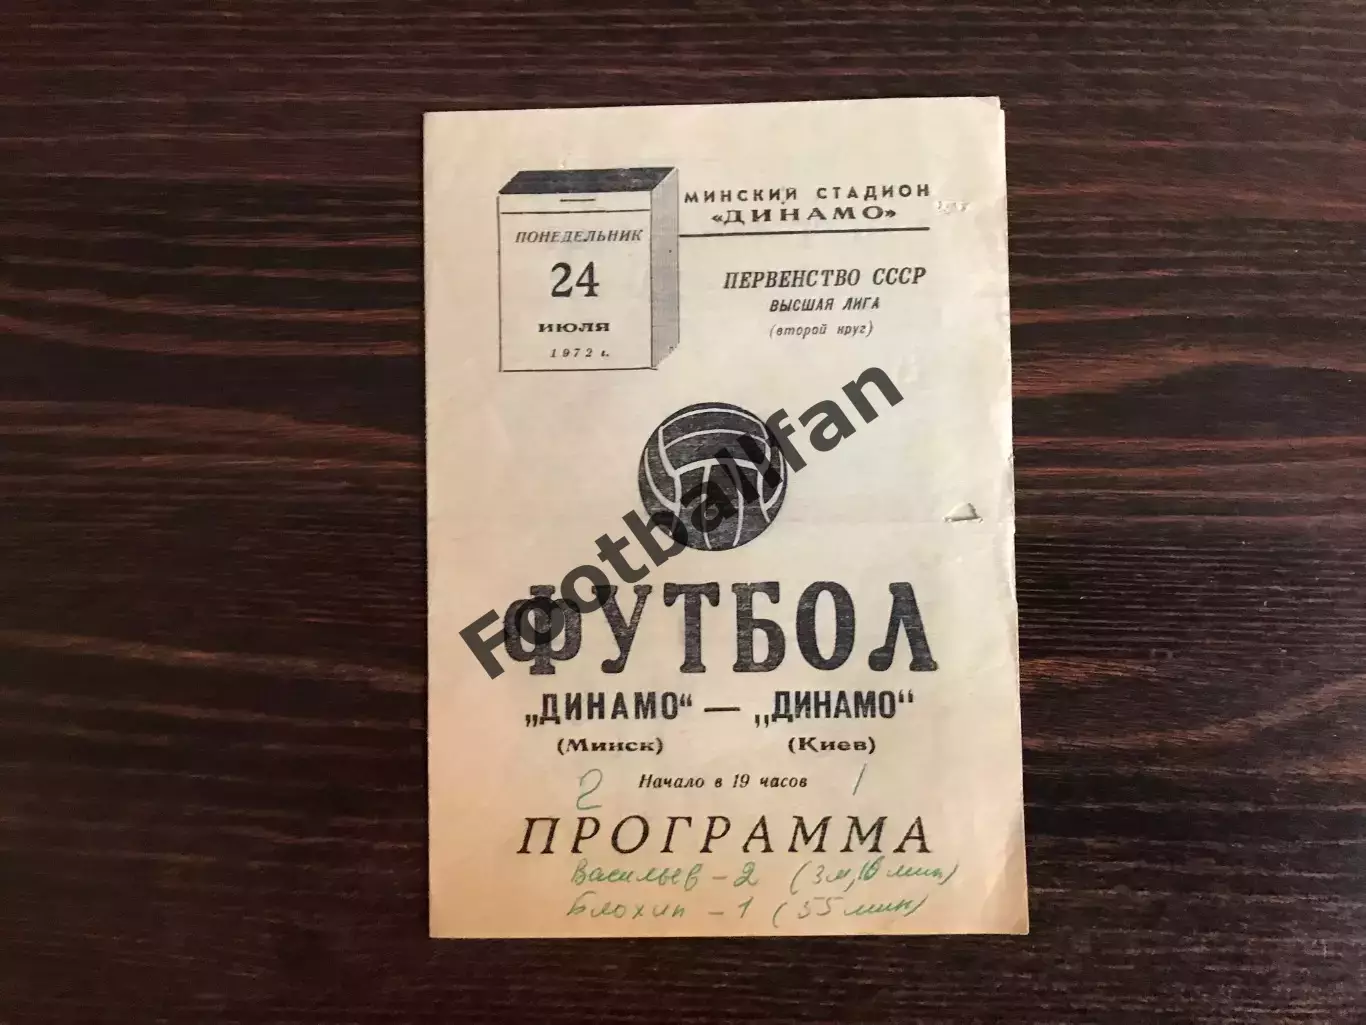 МИНСКИЙ СТАДИОН
«ДИНАМО»
ПОНЕДЕЛЬНИК
24
ИЮЛЯ
1972 г.
ПЕРВЕНСТВО СССР
ВЫСШАЯ ЛИГА
(второй круг)
Footballfan
ФУТБОЛ
„ДИНАМО“ — „ДИНАМО“
(Минск) (Киев)
2 Начало в 19 часов 1
ПРОГРАММА
Васильев - 2 (3 м, 10 мин)
Блохин - 1 (55 мин)